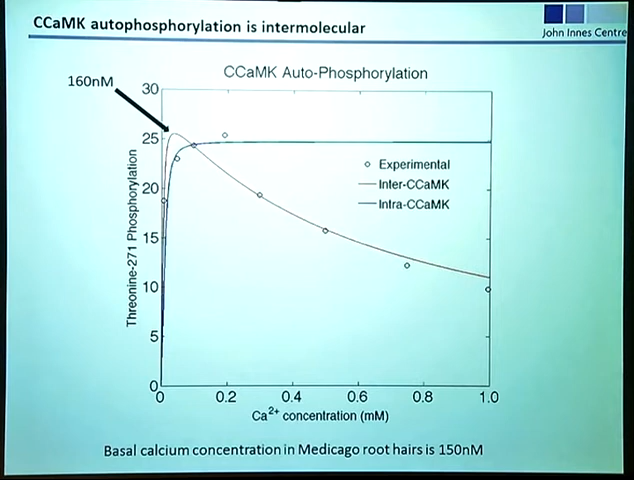 CCaMK autophosphorylation is intermolecular
John Innes Centre
CCaMK Auto-Phosphorylation
160nM
30
25
20
15
10
5
0
Threonine-271 Phosphorylation
Experimental
Inter-CCaMK
Intra-CCaMK
0 0.2 0.4 0.6 0.8 1.0
Ca2+ concentration (mM)
Basal calcium concentration in Medicago root hairs is 150nM